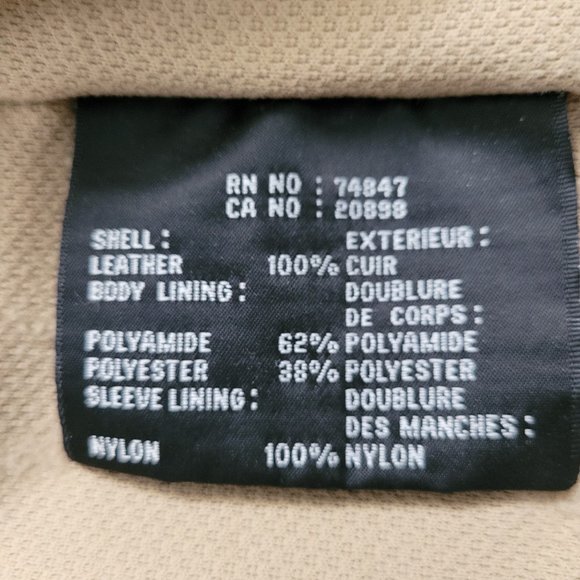 RN NO : 74847
CA NO : 20898
SHELL : EXTERIEUR :
LEATHER 100% CUIR
BODY LINING : DOUBLURE
DE CORPS :
POLYAMIDE 62% POLYAMIDE
POLYESTER 38% POLYESTER
SLEEVE LINING : DOUBLURE
DES MANCHES :
NYLON 100% NYLON